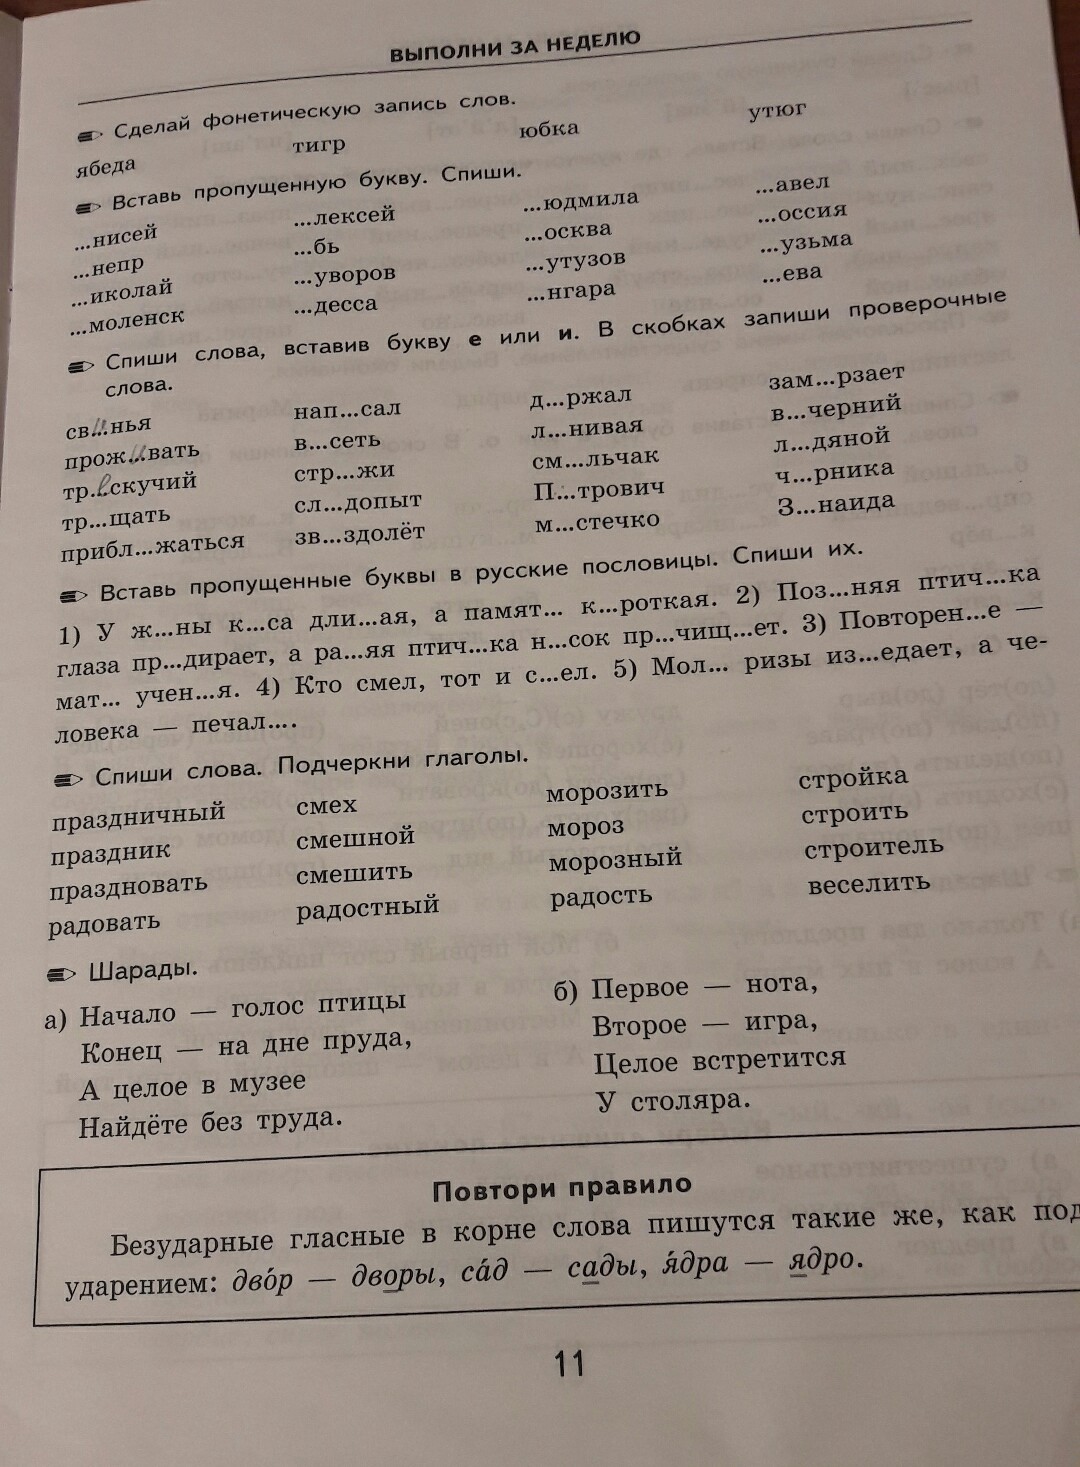 ВЫПОЛНИ ЗА НЕДЕЛЮ
Сделай фонетическую запись слов.
ябеда тигр юбка утюг
Вставь пропущенную букву. Спиши.
...нисей ...лексей ...юдмила ...авел
...непр ...бь ...осква ...оссия
...иколай ...уворов ...утузов ...узьма
...моленск ...десса ...нгара ...ева
Спиши слова, вставив букву е или и. В скобках запиши проверочные
слова.
св...нья нап...сал д...ржал зам...рзает
прож...вать в...сеть л...нивая в...черний
тр...скучий стр...жи см...льчак л...дяной
тр...щать сл...допыт П...трович ч...рника
прибл...жаться зв...здолёт м...стечко З...наида
Вставь пропущенные буквы в русские пословицы. Спиши их.
1) У ж...ны к...са дли...ая, а памят... к...роткая. 2) Поз...няя птич...ка
глаза пр...дирает, а ра...яя птич...ка н...сок пр...чищ...ет. 3) Повторен...е —
мат... учен...я. 4) Кто смел, тот и с...ел. 5) Мол... ризы из...едает, а че-
ловека — печал....
Спиши слова. Подчеркни глаголы.
праздничный смех морозить стройка
праздник смешной мороз строить
праздновать смешить морозный строитель
радовать радостный радость веселить
Шарады.
а) Начало — голос птицы б) Первое — нота,
Конец — на дне пруда, Второе — игра,
А целое в музее Целое встретится
Найдёте без труда. У столяра.
Повтори правило
Безударные гласные в корне слова пишутся такие же, как под
ударением: двóр — дворы, сáд — сады, я́дра — ядро.
11